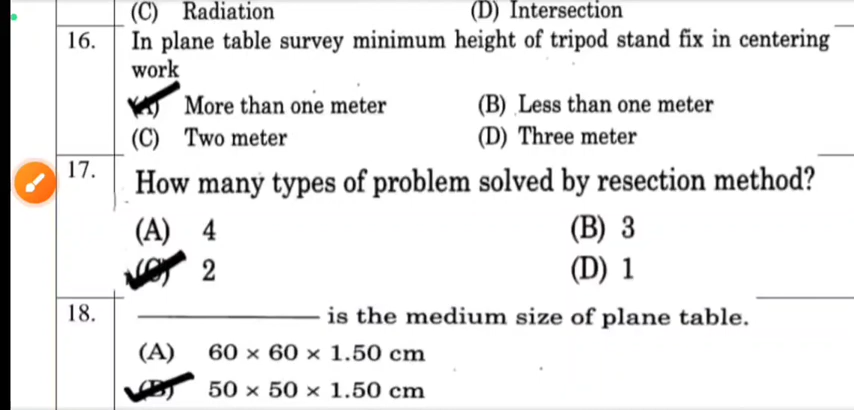 (C) Radiation (D) Intersection
16. In plane table survey minimum height of tripod stand fix in centering
work
(A) More than one meter (B) Less than one meter
(C) Two meter (D) Three meter
17. How many types of problem solved by resection method?
(A) 4 (B) 3
(C) 2 (D) 1
18. ____________ is the medium size of plane table.
(A) 60 × 60 × 1.50 cm
(B) 50 × 50 × 1.50 cm